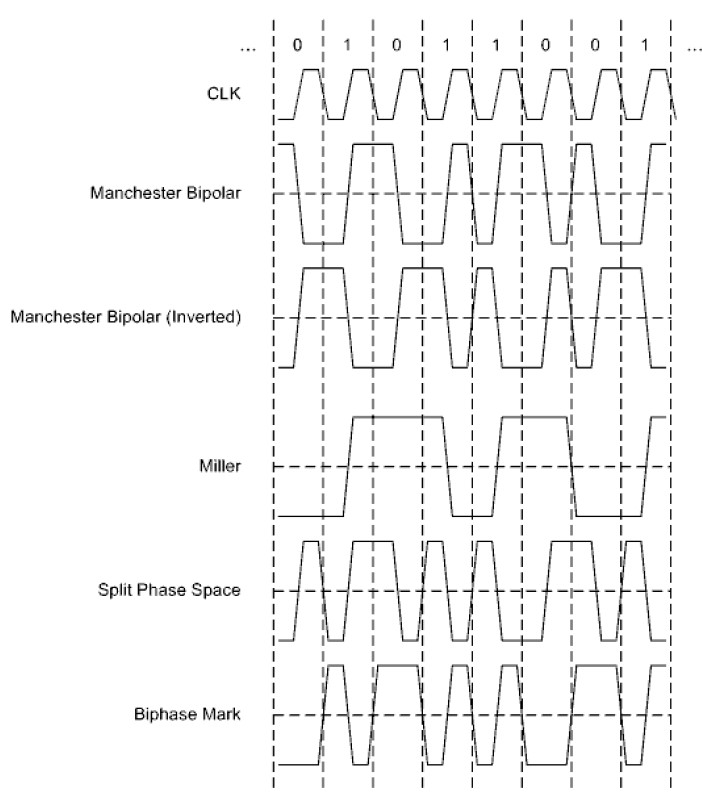 ... 0 1 0 1 1 0 0 1 ...
CLK
Manchester Bipolar
Manchester Bipolar (Inverted)
Miller
Split Phase Space
Biphase Mark